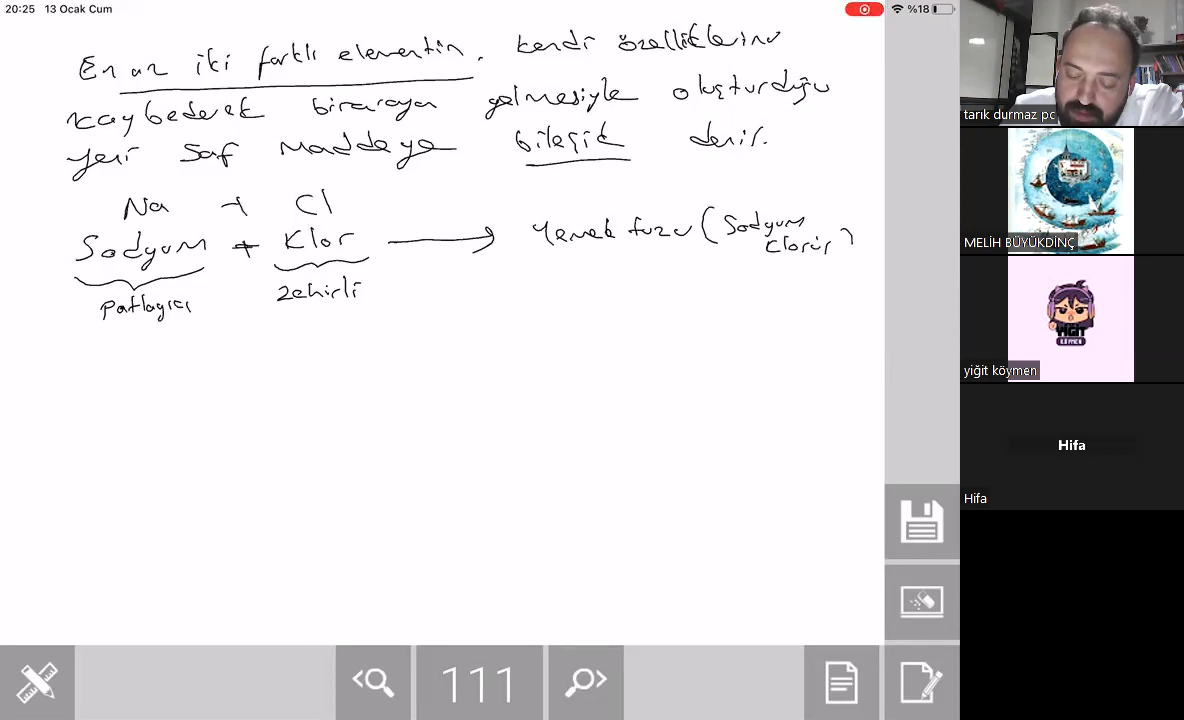 20:25 13 Ocak Cum
%18
En az iki farklı elementin, kendi özelliklerini
kaybederek biraraya gelmesiyle oluşturduğu
yeni saf maddeye bileşik denir.
Na + Cl
Sodyum + Klor → Yemek tuzu (Sodyum
Klorür)
patlayıcı zehirli
111
tarık durmaz pc
MELİH BÜYÜKDİNÇ
yiğit köymen
Hifa
Hifa